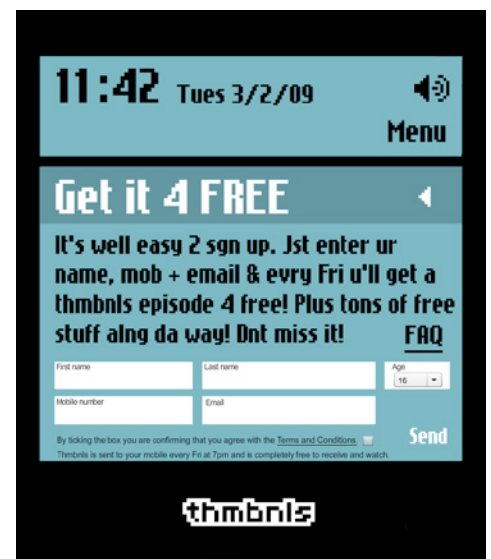 11:42 Tues 3/2/09
Menu
Get it 4 FREE
It's well easy 2 sgn up. Jst enter ur
name, mob + email & evry Fri u'll get a
thmbnls episode 4 free! Plus tons of free
stuff alng da way! Dnt miss it! FAQ
First name Last name Age
16
Mobile number Email
By ticking the box you are confirming that you agree with the Terms and Conditions. Send
Thmbnls is sent to your mobile every Fri at 7pm and is completely free to receive and watch
thmbnls